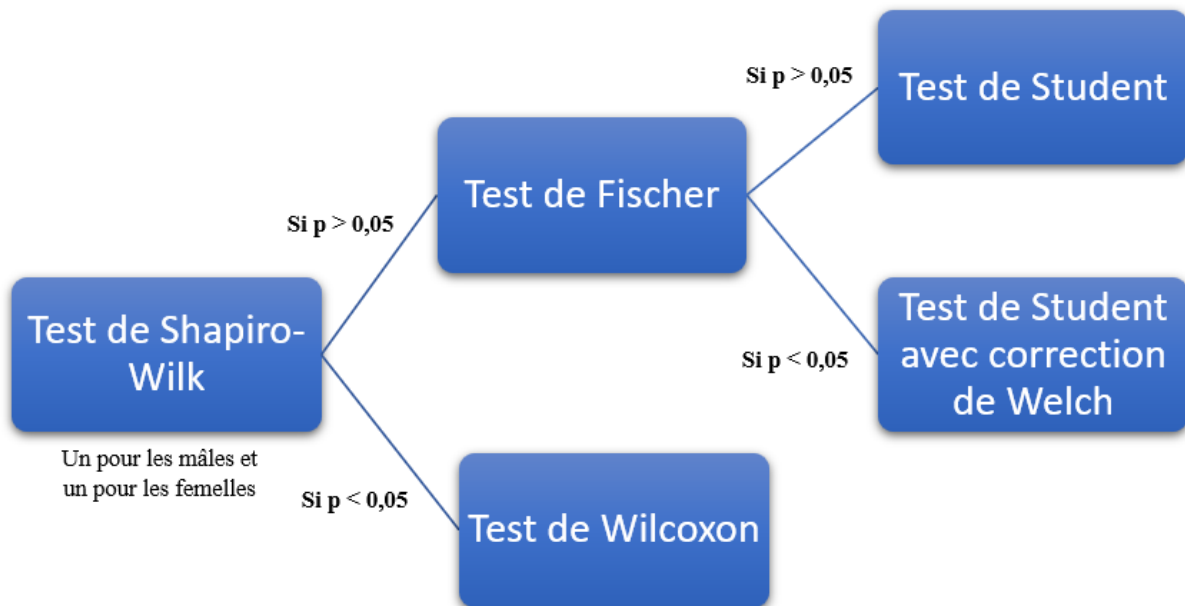 Test de Shapiro-
Wilk
Un pour les mâles et
un pour les femelles
Si p > 0,05
Test de Fischer
Si p > 0,05
Test de Student
Si p < 0,05
Test de Student
avec correction
de Welch
Si p < 0,05
Test de Wilcoxon